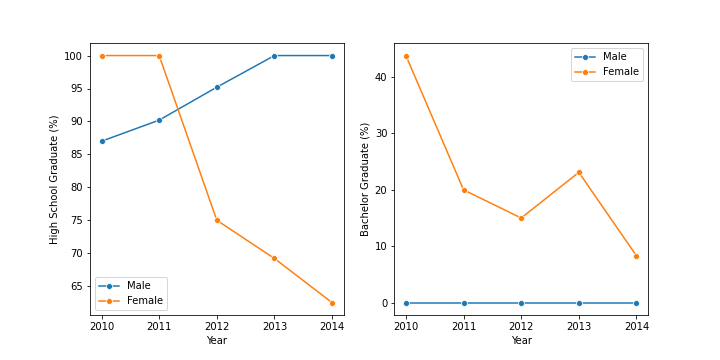 High School Graduate (%)
100
95
90
85
80
75
70
65
Male
Female
2010 2011 2012 2013 2014
Year
Bachelor Graduate (%)
40
30
20
10
0
Male
Female
2010 2011 2012 2013 2014
Year